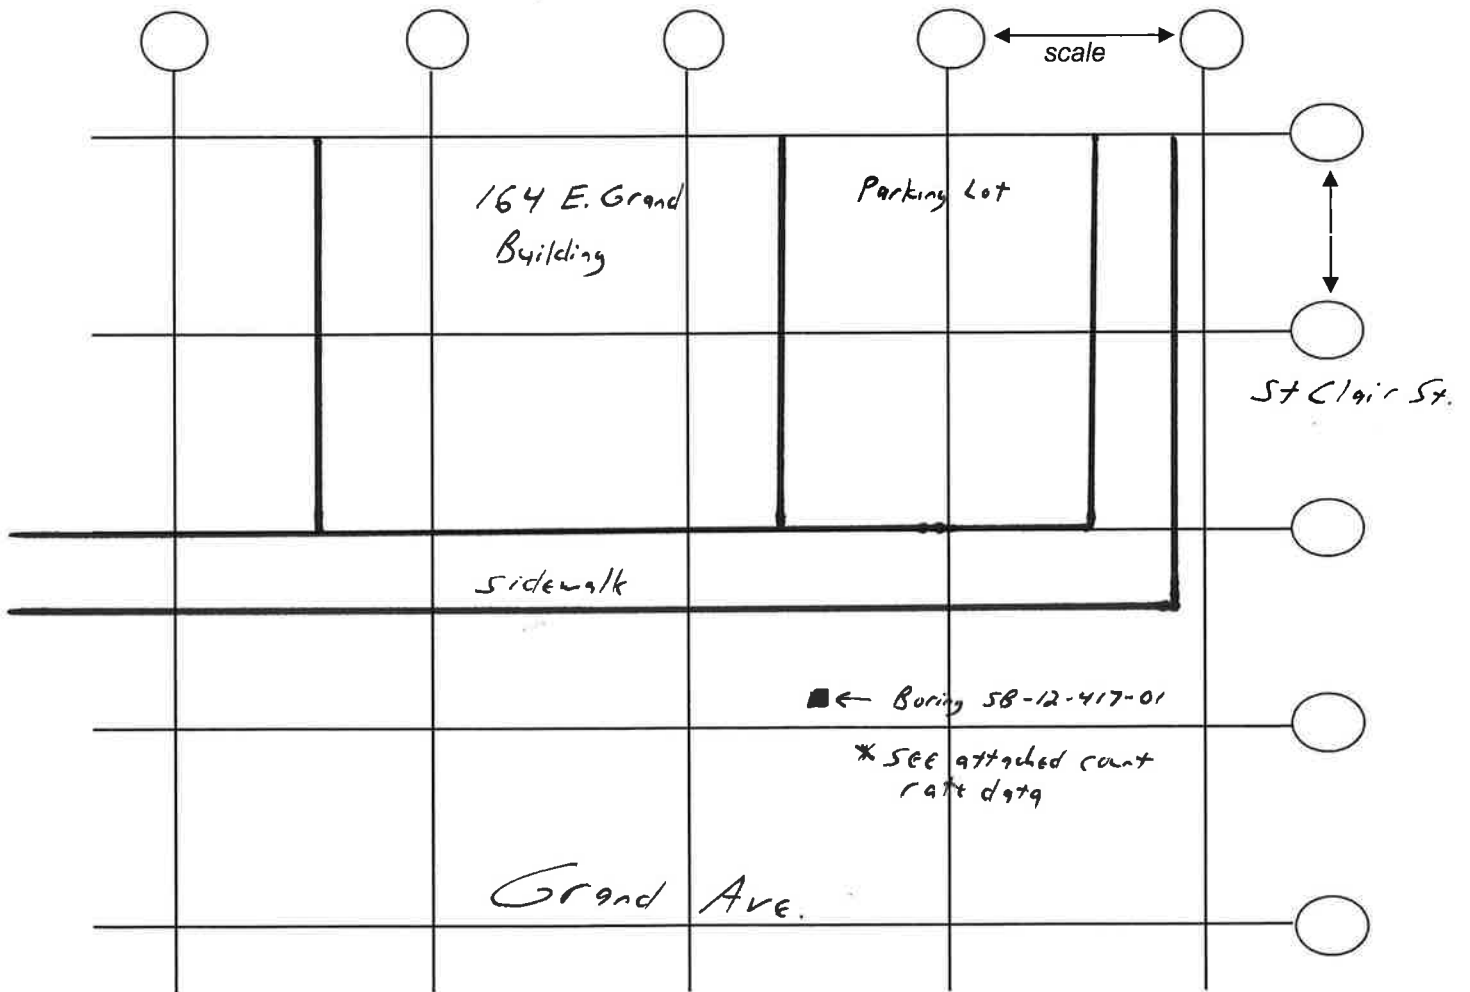 scale
164 E. Grand
Building
Parking Lot
St Clair St.
sidewalk
Boring SB-12-417-01
* SEE attached count
rate data
Grand Ave.